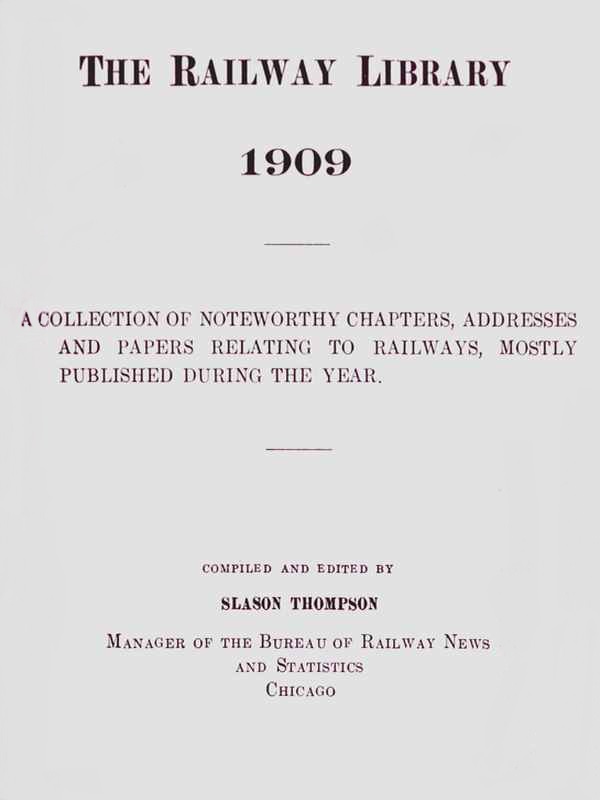 The Railway Library
1909
A COLLECTION OF NOTEWORTHY CHAPTERS, ADDRESSES
AND PAPERS RELATING TO RAILWAYS, MOSTLY
PUBLISHED DURING THE YEAR.
COMPILED AND EDITED BY
SLASON THOMPSON
Manager of the Bureau of Railway News
and Statistics
Chicago